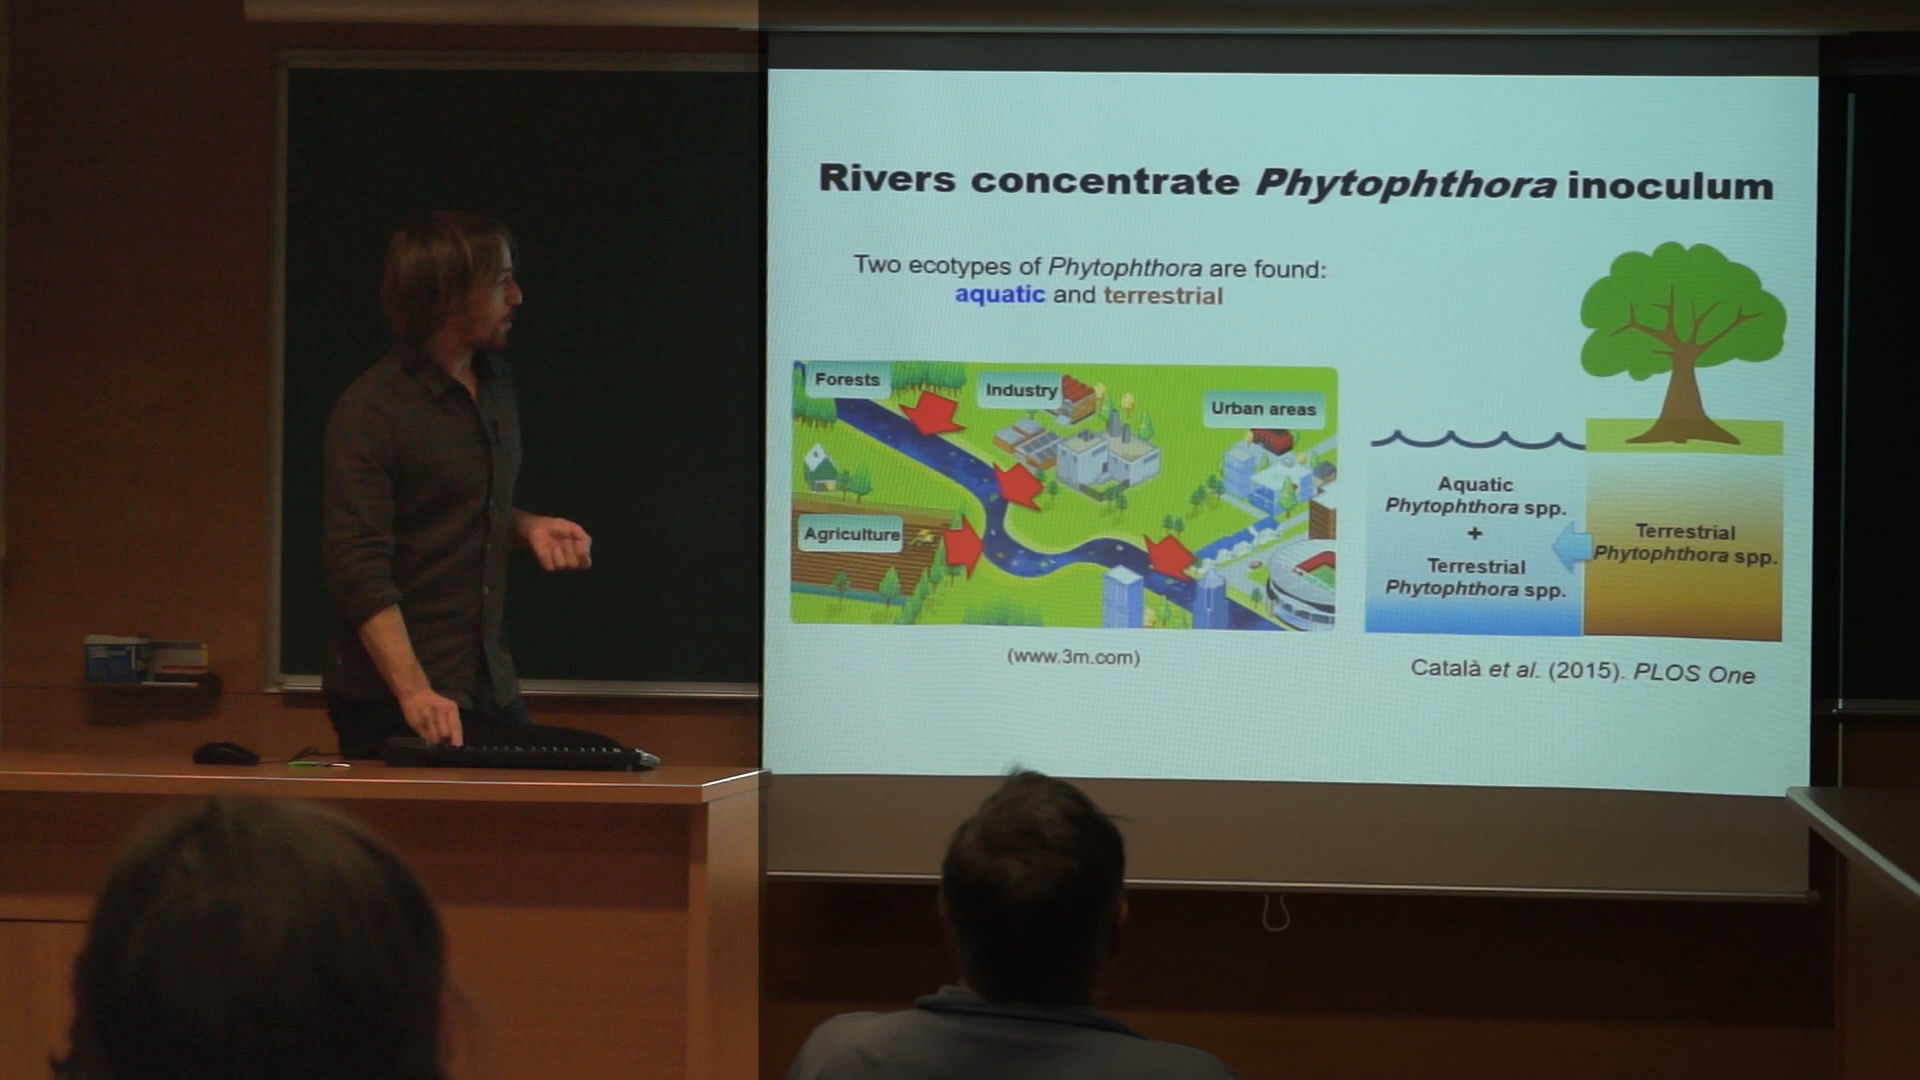 Rivers concentrate Phytophthora inoculum
Two ecotypes of Phytophthora are found:
aquatic and terrestrial
Forests
Industry
Urban areas
Agriculture
(www.3m.com)
Aquatic
Phytophthora spp.
+
Terrestrial
Phytophthora spp.
Terrestrial
Phytophthora spp.
Català et al. (2015). PLOS One